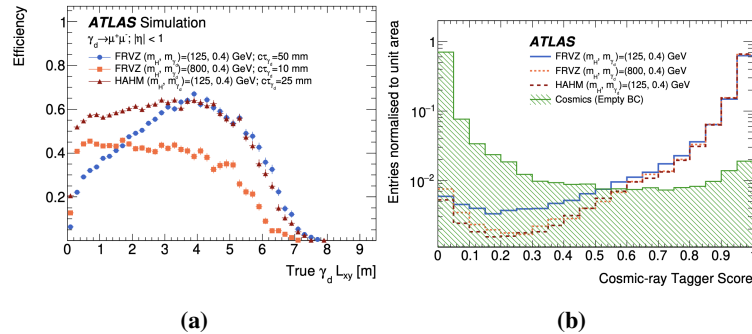 Efficiency
1
0.8
0.6
0.4
0.2
ATLAS Simulation
γd→μ+μ-; |η| < 1
FRVZ (mH, mγd)=(125, 0.4) GeV; cτγd=50 mm
FRVZ (mH, mγd)=(800, 0.4) GeV; cτγd=10 mm
HAHM (mH, mγd)=(125, 0.4) GeV; cτγd=25 mm
0 1 2 3 4 5 6 7 8 9
True γd Lxy [m]
(a)
Entries normalised to unit area
1
10−1
10−2
ATLAS
FRVZ (mH, mγd)=(125, 0.4) GeV
FRVZ (mH, mγd)=(800, 0.4) GeV
HAHM (mH, mγd)=(125, 0.4) GeV
Cosmics (Empty BC)
0 0.1 0.2 0.3 0.4 0.5 0.6 0.7 0.8 0.9 1
Cosmic-ray Tagger Score
(b)